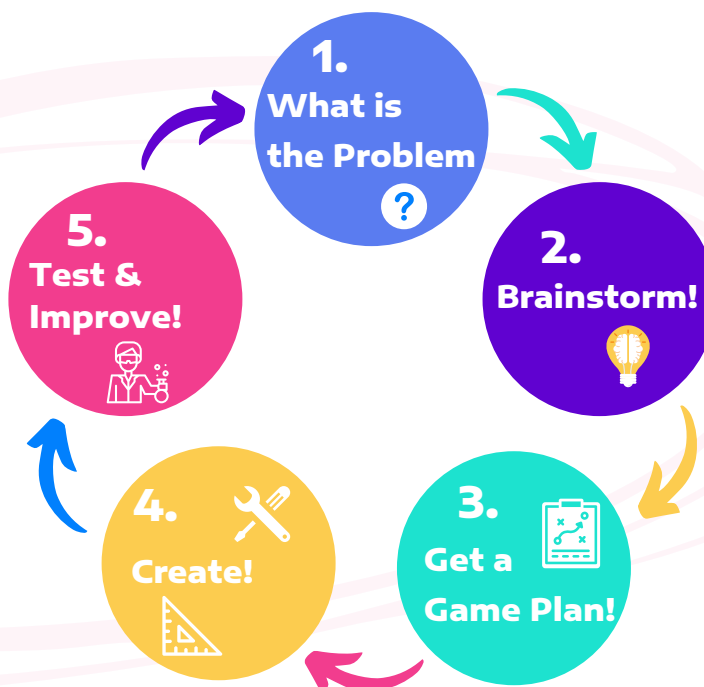 1.
What is
the Problem
?
2.
Brainstorm!
3.
Get a
Game Plan!
4.
Create!
5.
Test &
Improve!